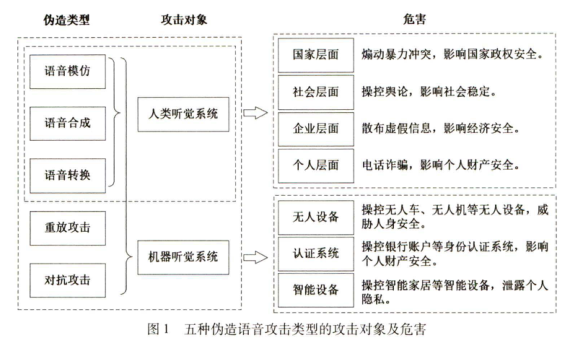 伪造类型
攻击对象
危害
语音模仿
语音合成
语音转换
重放攻击
对抗攻击
人类听觉系统
机器听觉系统
国家层面
煽动暴力冲突，影响国家政权安全。
社会层面
操控舆论，影响社会稳定。
企业层面
散布虚假信息，影响经济安全。
个人层面
电话诈骗，影响个人财产安全。
无人设备
操控无人车、无人机等无人设备，威
胁人身安全。
认证系统
操控银行账户等身份认证系统，影响
个人财产安全。
智能设备
操控智能家居等智能设备，泄露个人
隐私。
图1 五种伪造语音攻击类型的攻击对象及危害